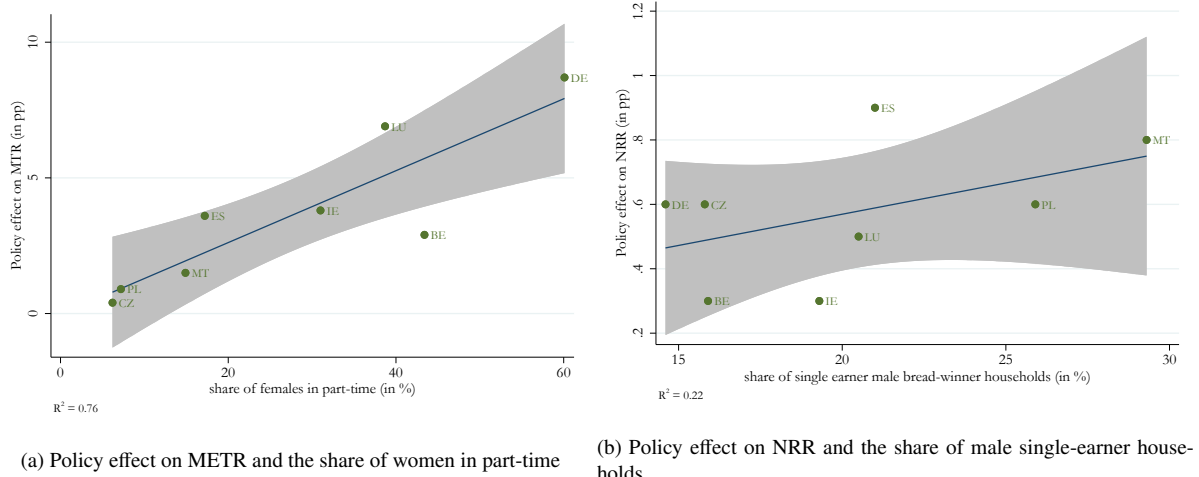 10
5
0
Policy effect on MTR (in pp)
DE
LU
ES
IE
BE
MT
PL
CZ
0 20 40 60
share of females in part-time (in %)
R² = 0.76
(a) Policy effect on METR and the share of women in part-time
1.2
1
.8
.6
.4
.2
Policy effect on NRR (in pp)
ES
MT
DE
CZ
PL
LU
BE
IE
15 20 25 30
share of single earner male bread-winner households (in %)
R² = 0.22
(b) Policy effect on NRR and the share of male single-earner house-
holds